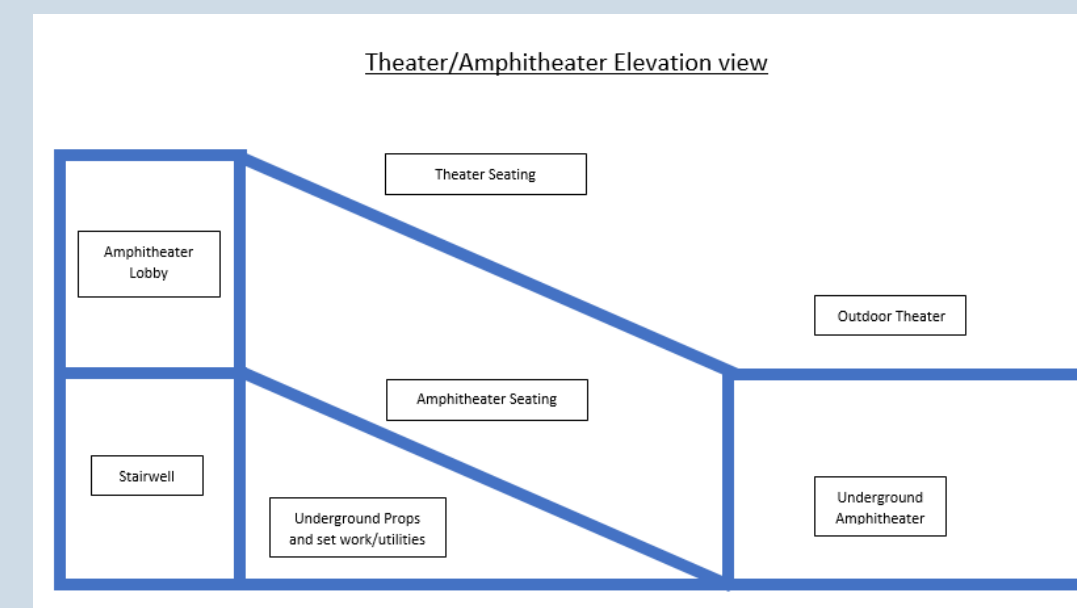 Theater/Amphitheater Elevation view
Theater Seating
Amphitheater
Lobby
Outdoor Theater
Amphitheater Seating
Stairwell
Underground Props
and set work/utilities
Underground
Amphitheater